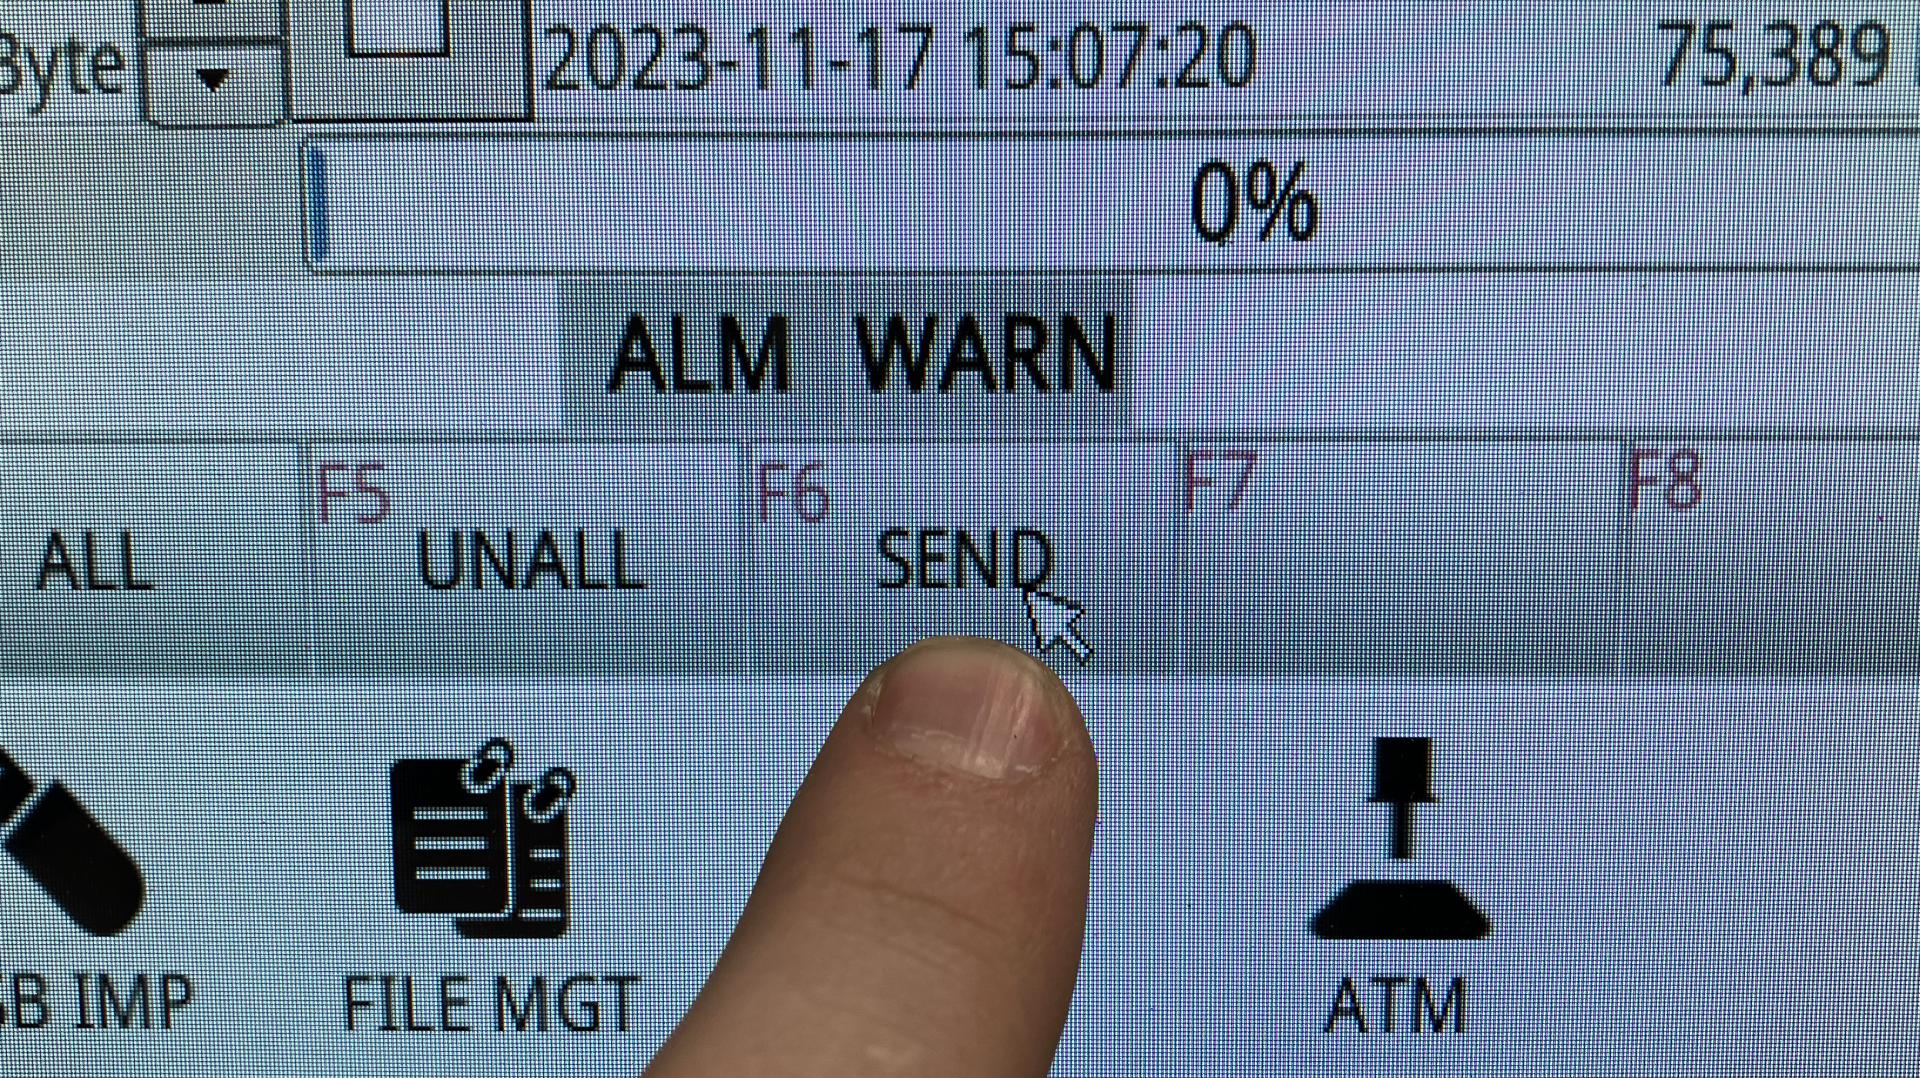 Byte 2023-11-17 15:07:20 75,389
0%
ALM WARN
F5 F6 F7 F8
ALL UNALL SEND
IMP FILE MGT ATM